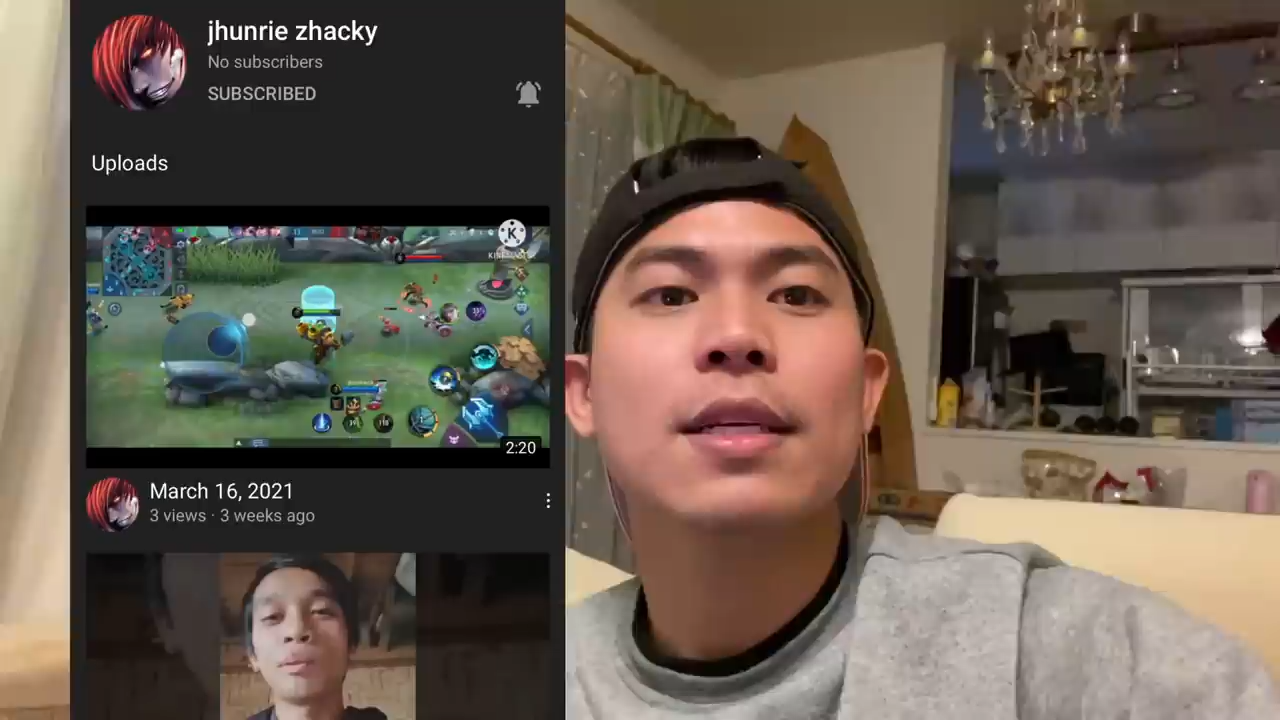 jhunrie zhacky
No subscribers
SUBSCRIBED
Uploads
2:20
March 16, 2021
3 views · 3 weeks ago